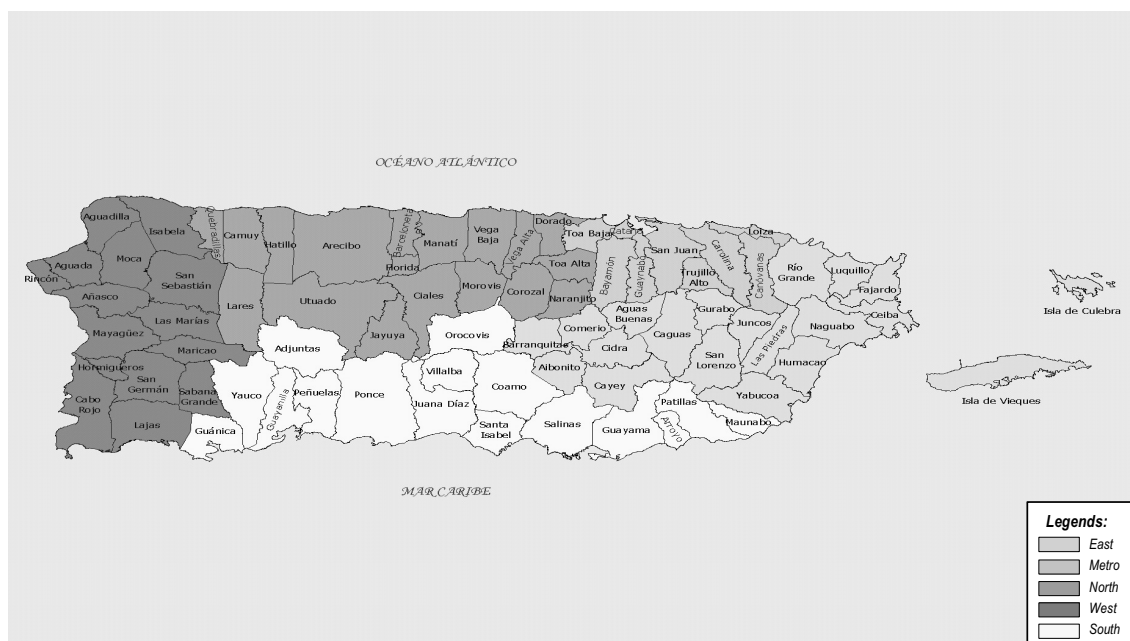 OCÉANO ATLÁNTICO
Aguadilla
Isabela
Quebradillas
Camuy
Hatillo
Arecibo
Barceloneta
Manatí
Vega
Baja
Vega Alta
Dorado
Toa Baja
Cataño
San Juan
Carolina
Loiza
Moca
Aguada
Rincón
San
Sebastián
Florida
Toa Alta
Bayamón
Guaynabo
Trujillo
Alto
Canóvanas
Río
Grande
Luquillo
Fajardo
Ceiba
Isla de Culebra
Añasco
Lares
Utuado
Ciales
Morovis
Corozal
Naranjito
Las Marías
Mayagüez
Aguas
Buenas
Gurabo
Juncos
Las Piedras
Naguabo
Maricao
Adjuntas
Jayuya
Orocovis
Barranquitas
Comerio
Cidra
Caguas
San
Lorenzo
Humacao
Hormigueros
San
Germán
Sabana
Grande
Yauco
Guayanilla
Peñuelas
Ponce
Villalba
Juana Díaz
Coamo
Aibonito
Cayey
Yabucoa
Isla de Vieques
Cabo
Rojo
Lajas
Guánica
Santa
Isabel
Salinas
Guayama
Arroyo
Patillas
Maunabo
MAR CARIBE
Legends:
East
Metro
North
West
South